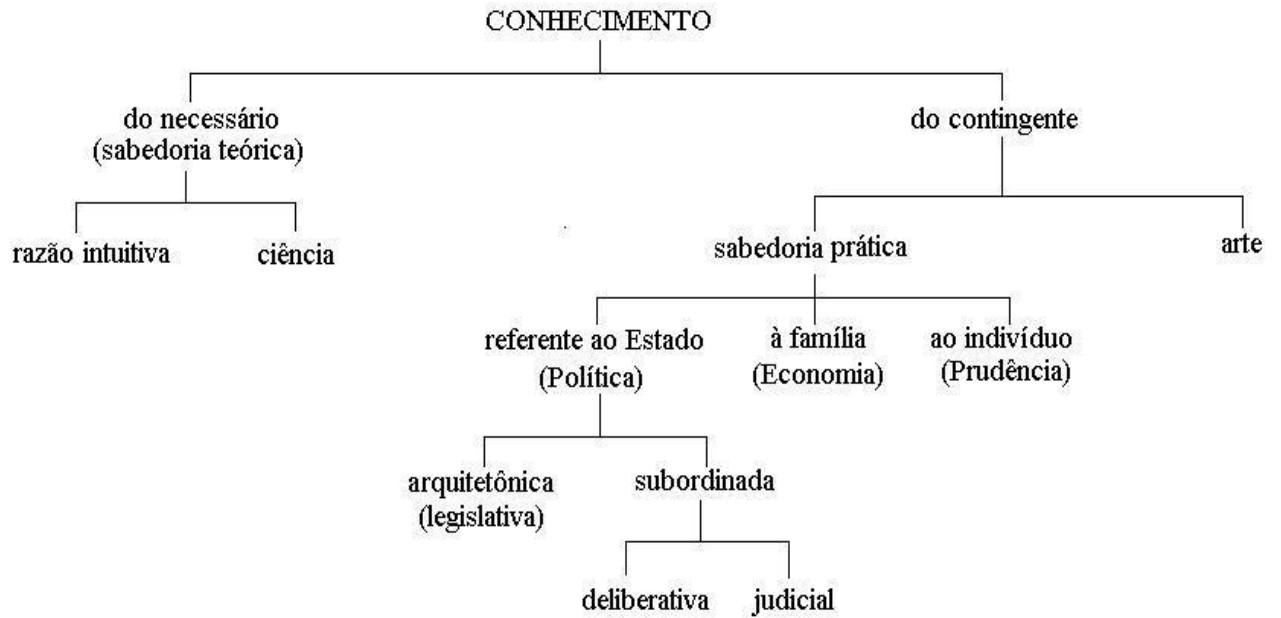 CONHECIMENTO
do necessário
(sabedoria teórica)
do contingente
razão intuitiva
ciência
sabedoria prática
arte
referente ao Estado
(Política)
à família
(Economia)
ao indivíduo
(Prudência)
arquitetônica
(legislativa)
subordinada
deliberativa
judicial